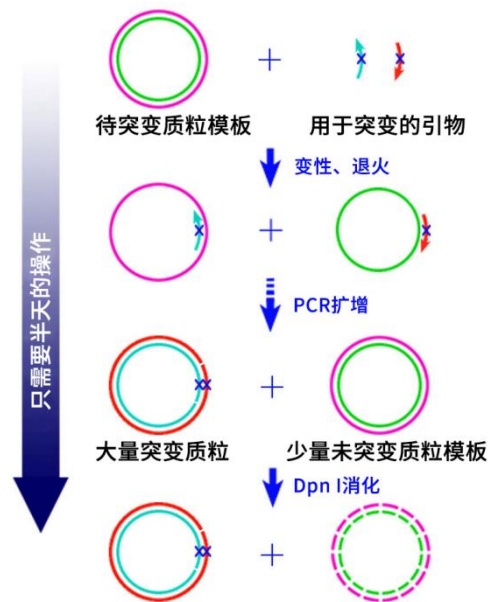 待突变质粒模板
用于突变的引物
变性、退火
PCR扩增
大量突变质粒
少量未突变质粒模板
Dpn I消化
只需要半天的操作